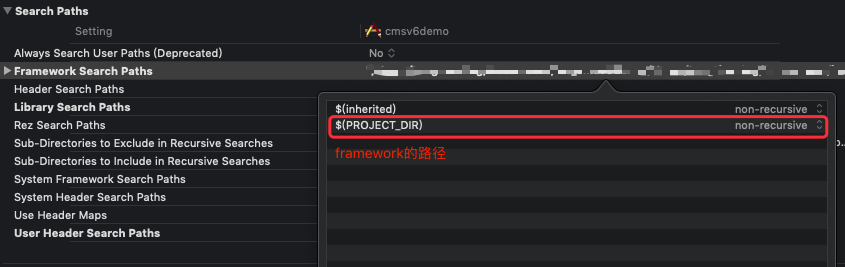 Search Paths
Setting cmsv6demo
Always Search User Paths (Deprecated) No
Framework Search Paths
Header Search Paths
Library Search Paths
Rez Search Paths
Sub-Directories to Exclude in Recursive Searches
Sub-Directories to Include in Recursive Searches
System Framework Search Paths
System Header Search Paths
Use Header Maps
User Header Search Paths
$(inherited) non-recursive
$(PROJECT_DIR) non-recursive
framework的路径